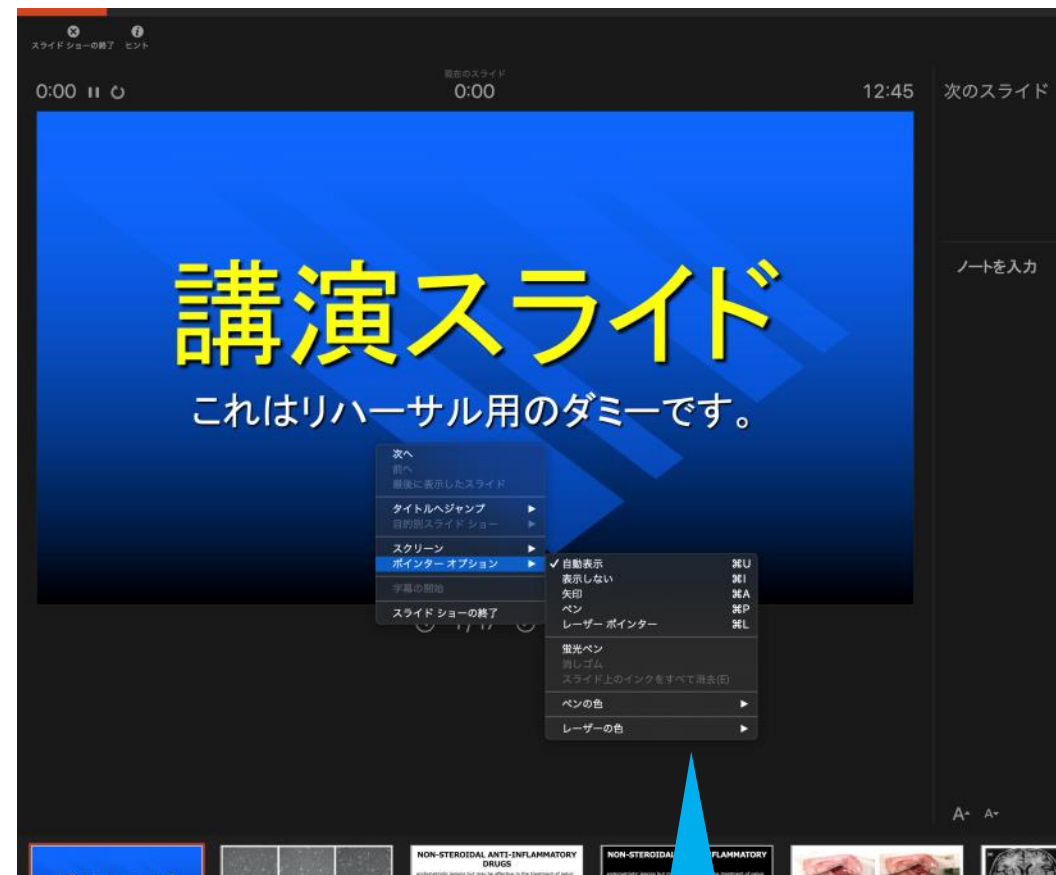 スライド ショーの終了 ヒント
現在のスライド
0:00 0:00 12:45 次のスライド
講演スライド
これはリハーサル用のダミーです。
ノートを入力
次へ
前へ
最後に表示したスライド
タイトルへジャンプ
目的別スライド ショー
スクリーン
ポインター オプション
字幕の開始
スライド ショーの終了
✓ 自動表示 ⌘U
表示しない ⌘I
矢印 ⌘A
ペン ⌘P
レーザー ポインター ⌘L
蛍光ペン
消しゴム
スライド上のインクをすべて消去(E)
ペンの色
レーザーの色
A A
NON-STEROIDAL ANTI-INFLAMMATORY
DRUGS
NON-STEROIDAL